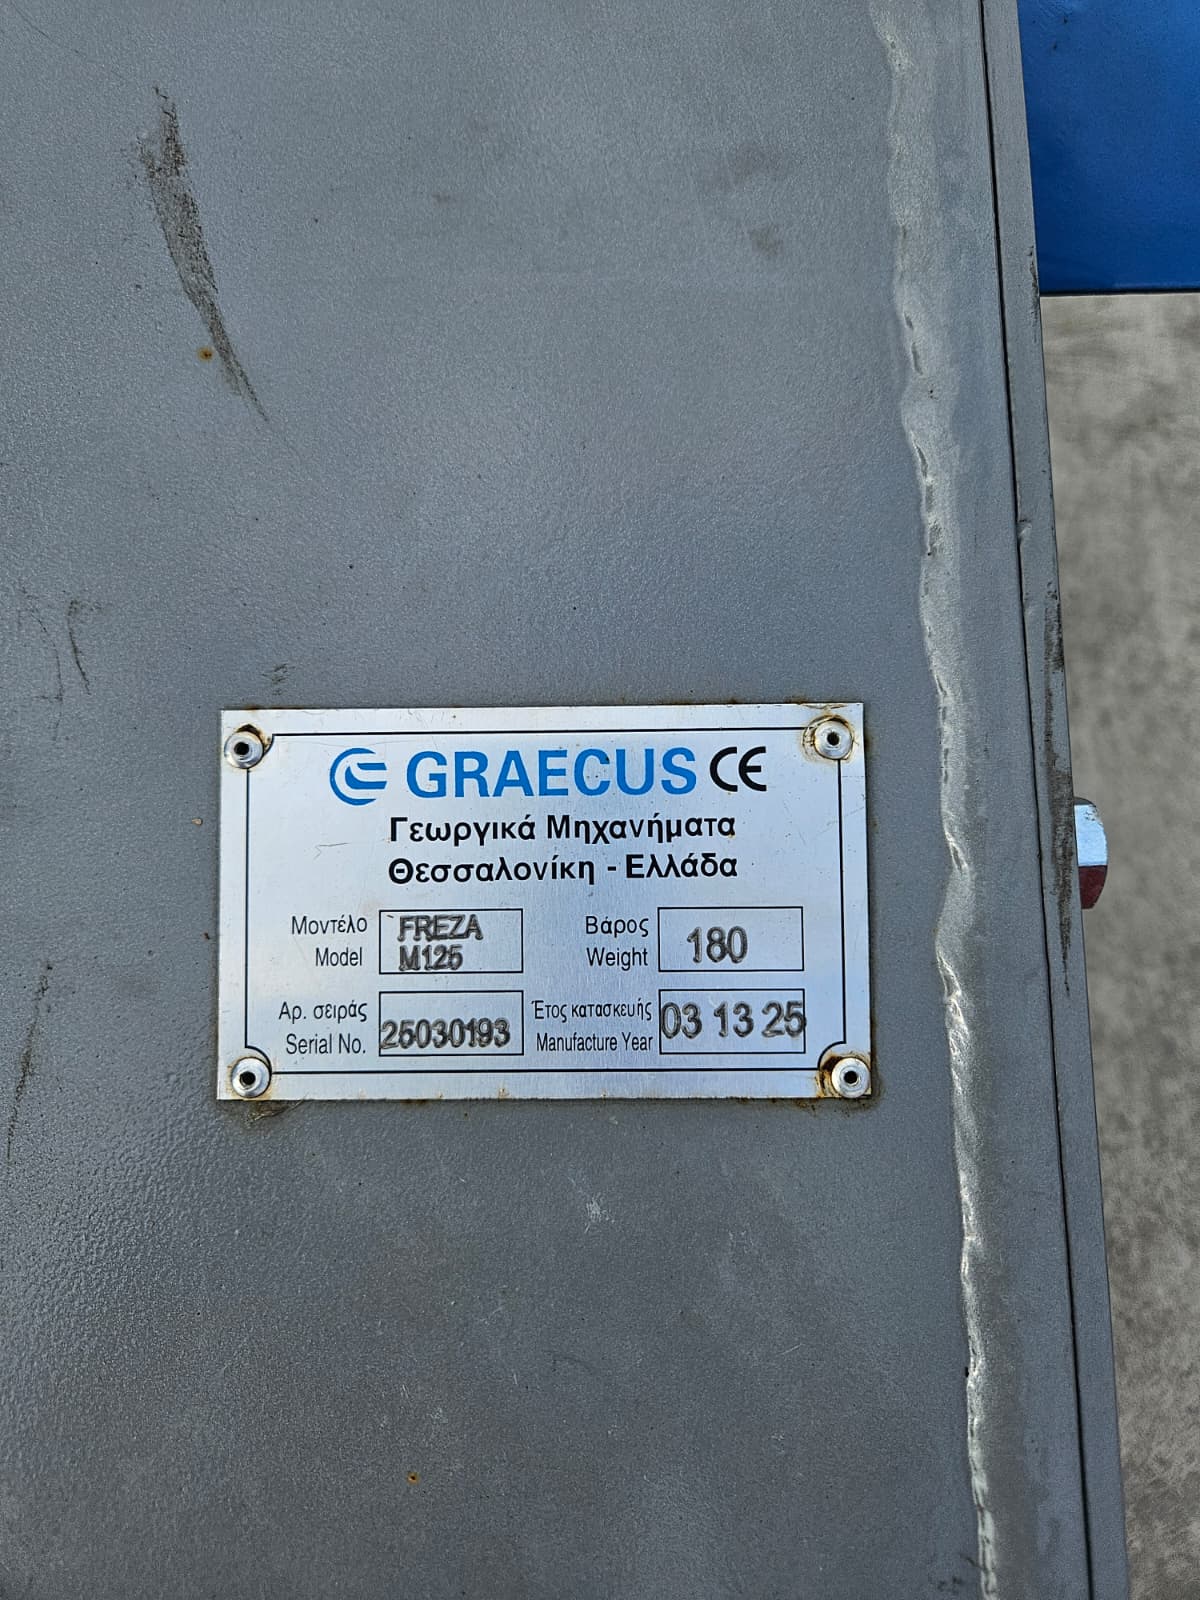 GRAECUS CE
Γεωργικά Μηχανήματα
Θεσσαλονίκη - Ελλάδα
Μοντέλο
Model
FREZA
M125
Βάρος
Weight
180
Αρ. σειράς
Serial No.
25030193
Έτος κατασκευής
Manufacture Year
03 13 25